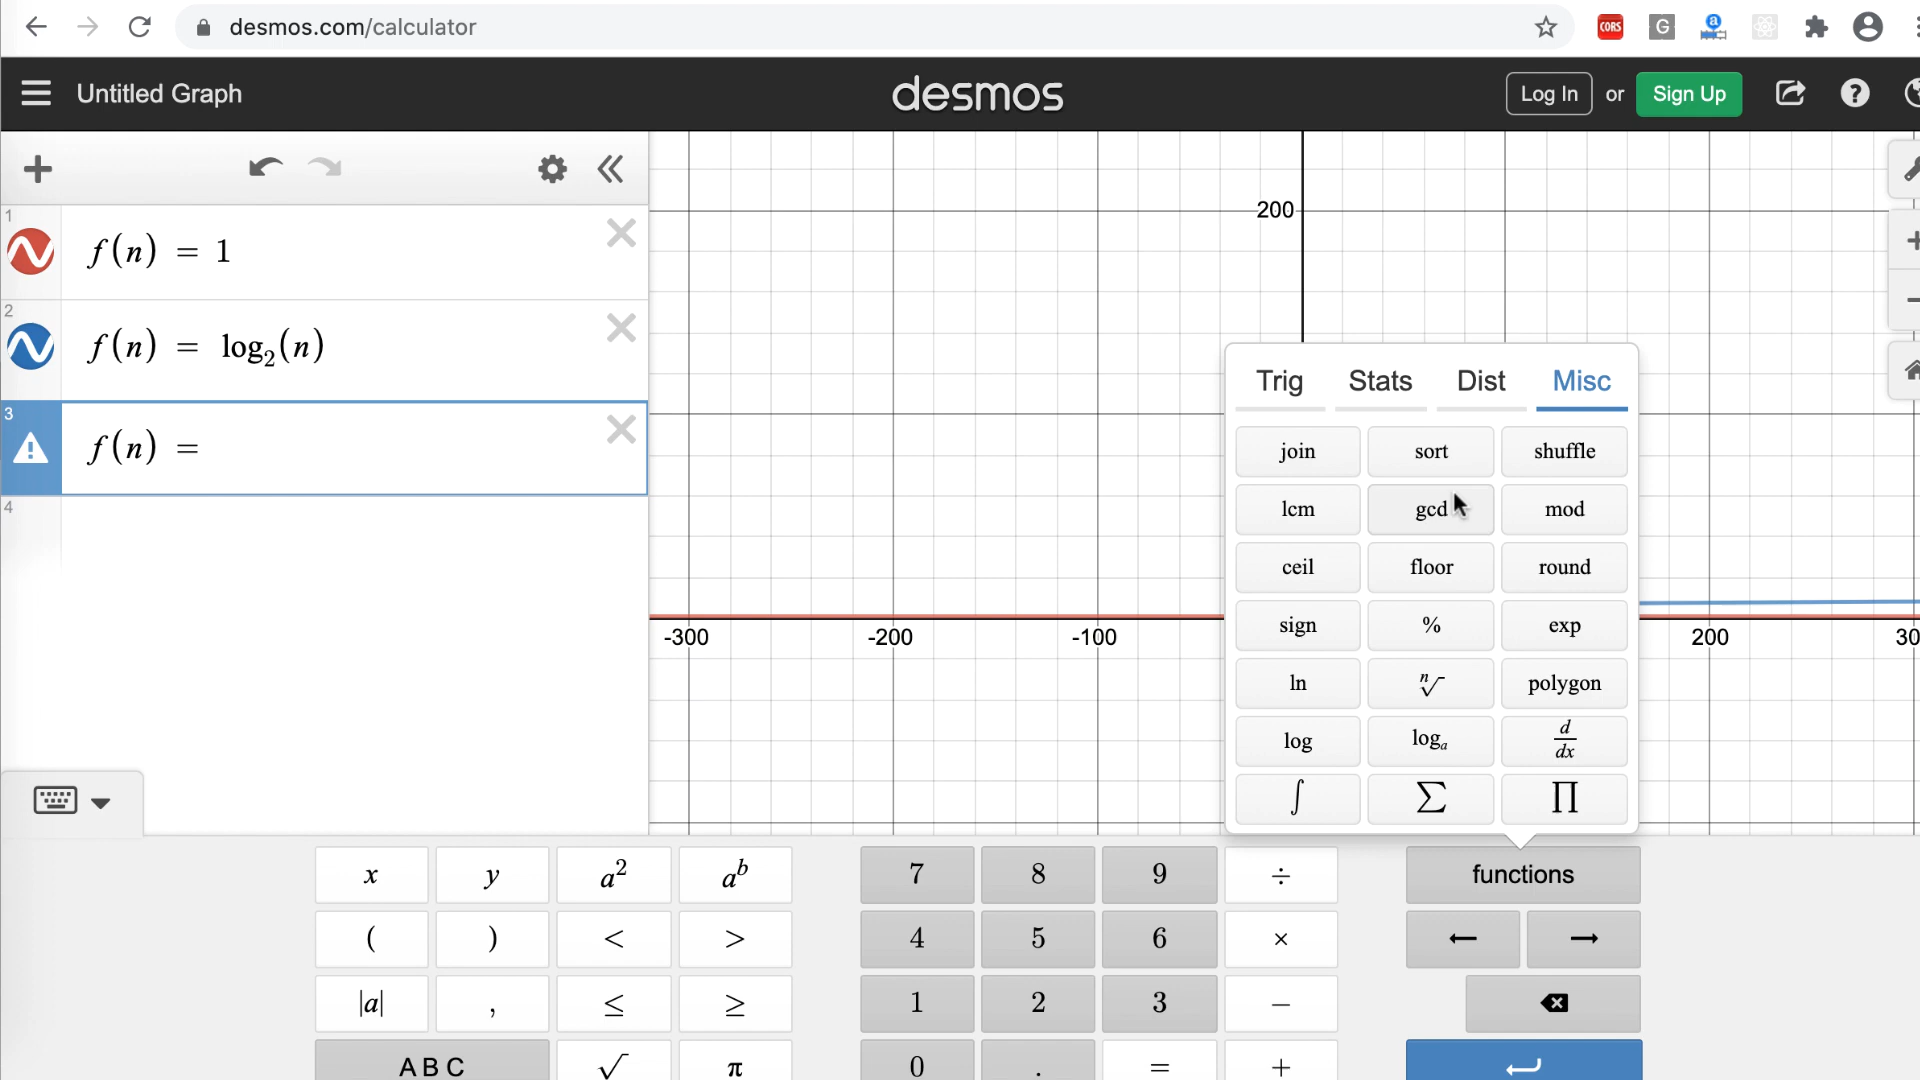 desmos.com/calculator
CORS
G
a
Untitled Graph
desmos
Log In or Sign Up
?
1
f(n) = 1
2
f(n) = log₂(n)
3
f(n) =
4
200
-300 -200 -100 200 30
Trig Stats Dist Misc
join sort shuffle
lcm gcd mod
ceil floor round
sign % exp
ln ⁿ√ polygon
log logₐ d/dx
∫ ∑ ∏
x y a² aᵇ 7 8 9 ÷ functions
( ) < > 4 5 6 × ← →
|a| , ≤ ≥ 1 2 3 −
A B C √ π 0 . = +